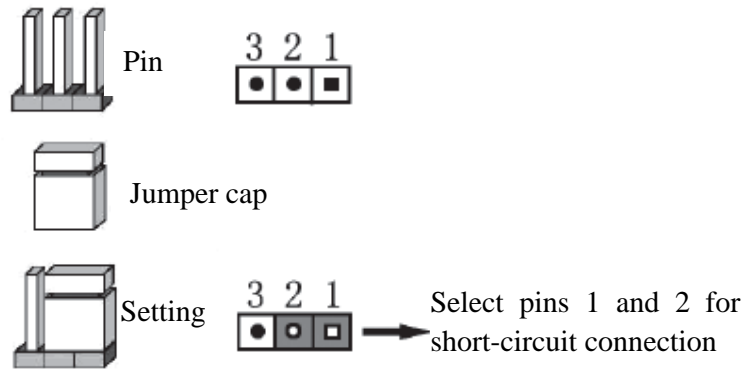 Pin
3 2 1
Jumper cap
Setting
3 2 1
Select pins 1 and 2 for
short-circuit connection